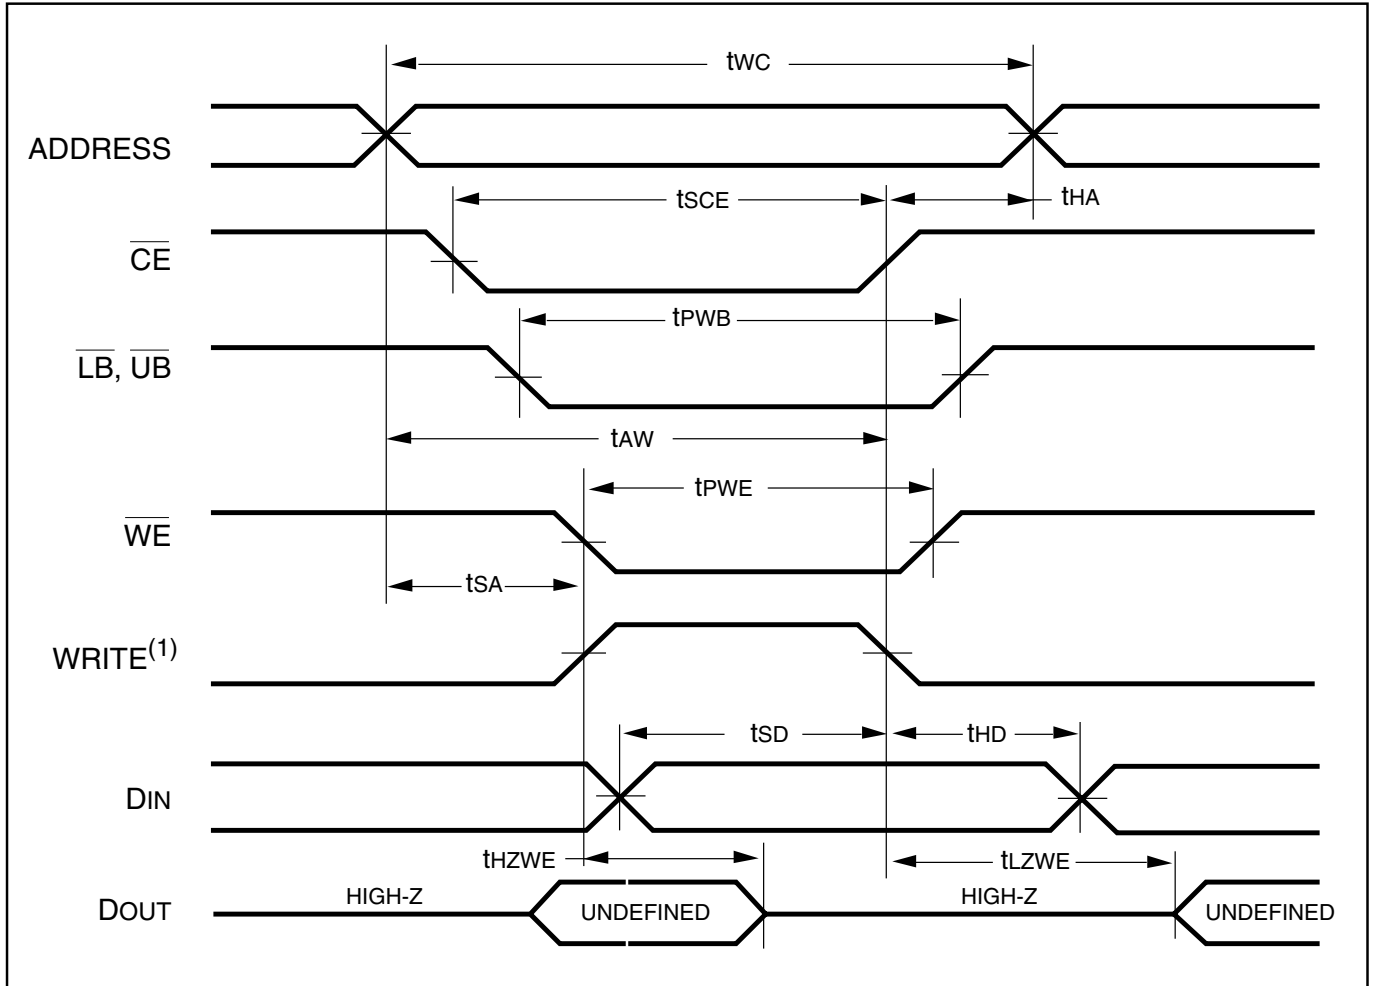 tWC
ADDRESS
tSCE
tHA
CE
tPWB
LB, UB
tAW
tPWE
WE
tSA
WRITE(1)
tSD
tHD
DIN
tHZWE
tLZWE
DOUT
HIGH-Z
UNDEFINED
HIGH-Z
UNDEFINED